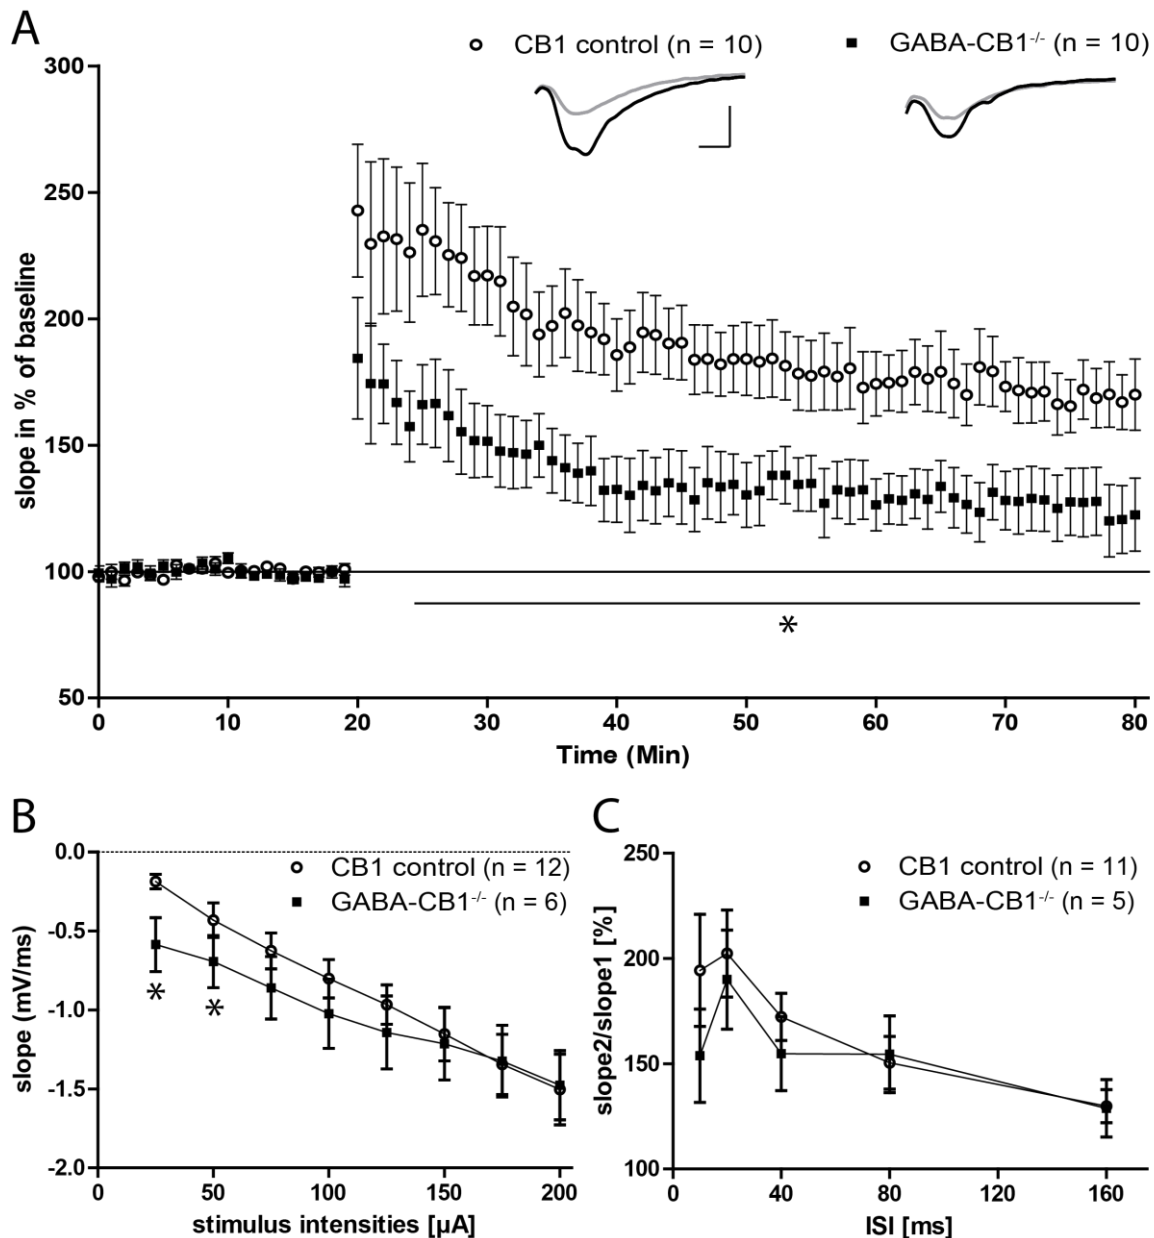 A
CB1 control (n = 10)
GABA-CB1-/- (n = 10)
300
250
200
150
100
50
slope in % of baseline
*
0
10
20
30
40
50
60
70
80
Time (Min)
B
CB1 control (n = 12)
GABA-CB1-/- (n = 6)
0.0
-0.5
-1.0
-1.5
-2.0
slope (mV/ms)
*
*
0
50
100
150
200
stimulus intensities [µA]
C
CB1 control (n = 11)
GABA-CB1-/- (n = 5)
250
200
150
100
slope2/slope1 [%]
0
40
80
120
160
ISI [ms]